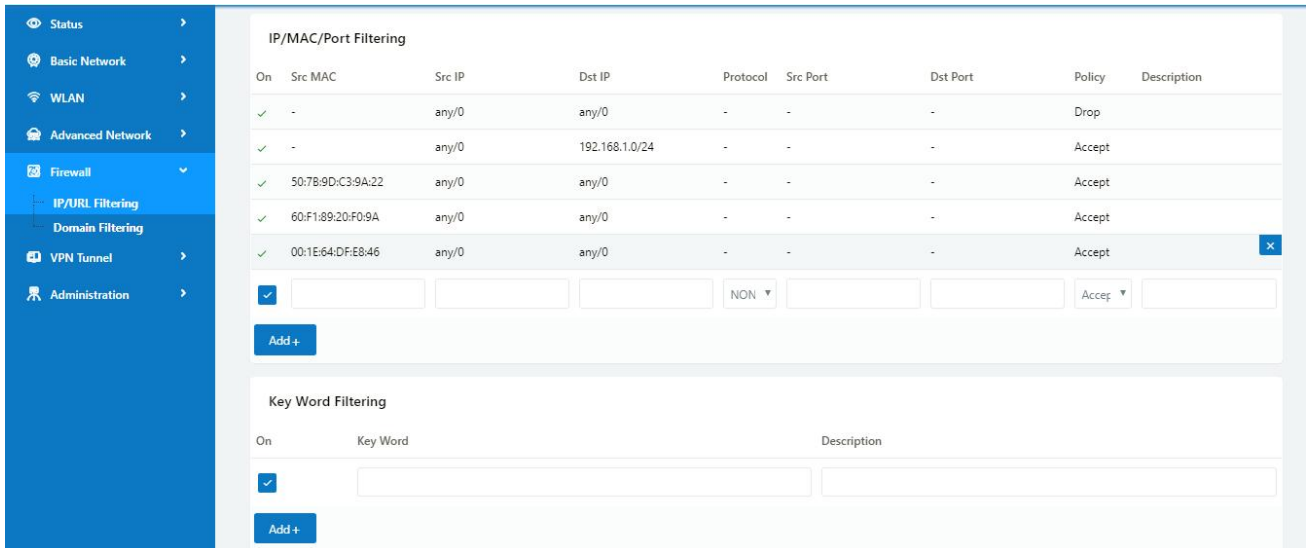 Status
Basic Network
WLAN
Advanced Network
Firewall
IP/URL Filtering
Domain Filtering
VPN Tunnel
Administration
IP/MAC/Port Filtering
On Src MAC Src IP Dst IP Protocol Src Port Dst Port Policy Description
- any/0 any/0 - - - Drop
- any/0 192.168.1.0/24 - - - Accept
50:7B:9D:C3:9A:22 any/0 any/0 - - - Accept
60:F1:89:20:F0:9A any/0 any/0 - - - Accept
00:1E:64:DF:E8:46 any/0 any/0 - - - Accept
NON Accep
Add +
Key Word Filtering
On Key Word Description
Add +